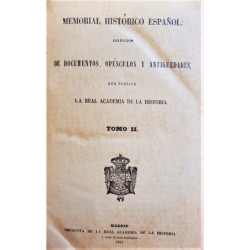 MEMORIAL HISTÓRICO ESPAÑOL:
COLECCION
DE DOCUMENTOS, OPÚSCULOS Y ANTIGUEDADES,
QUE PUBLICA
LA REAL ACADEMIA DE LA HISTORIA.
TOMO II.
MADRID
IMPRENTA DE LA REAL ACADEMIA DE LA HISTORIA